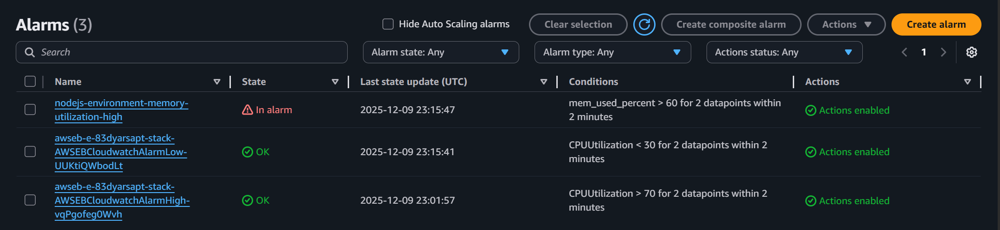 Alarms (3)
Hide Auto Scaling alarms
Clear selection
Create composite alarm
Actions
Create alarm
Search
Alarm state: Any
Alarm type: Any
Actions status: Any
1
Name
State
Last state update (UTC)
Conditions
Actions
nodejs-environment-memory-
utilization-high
In alarm
2025-12-09 23:15:47
mem_used_percent > 60 for 2 datapoints within
2 minutes
Actions enabled
awseb-e-83dyarsapt-stack-
AWSEBCloudwatchAlarmLow-
UUKtiQWbodLt
OK
2025-12-09 23:15:41
CPUUtilization < 30 for 2 datapoints within 2
minutes
Actions enabled
awseb-e-83dyarsapt-stack-
AWSEBCloudwatchAlarmHigh-
vqPgofeg0Wvh
OK
2025-12-09 23:01:57
CPUUtilization > 70 for 2 datapoints within 2
minutes
Actions enabled